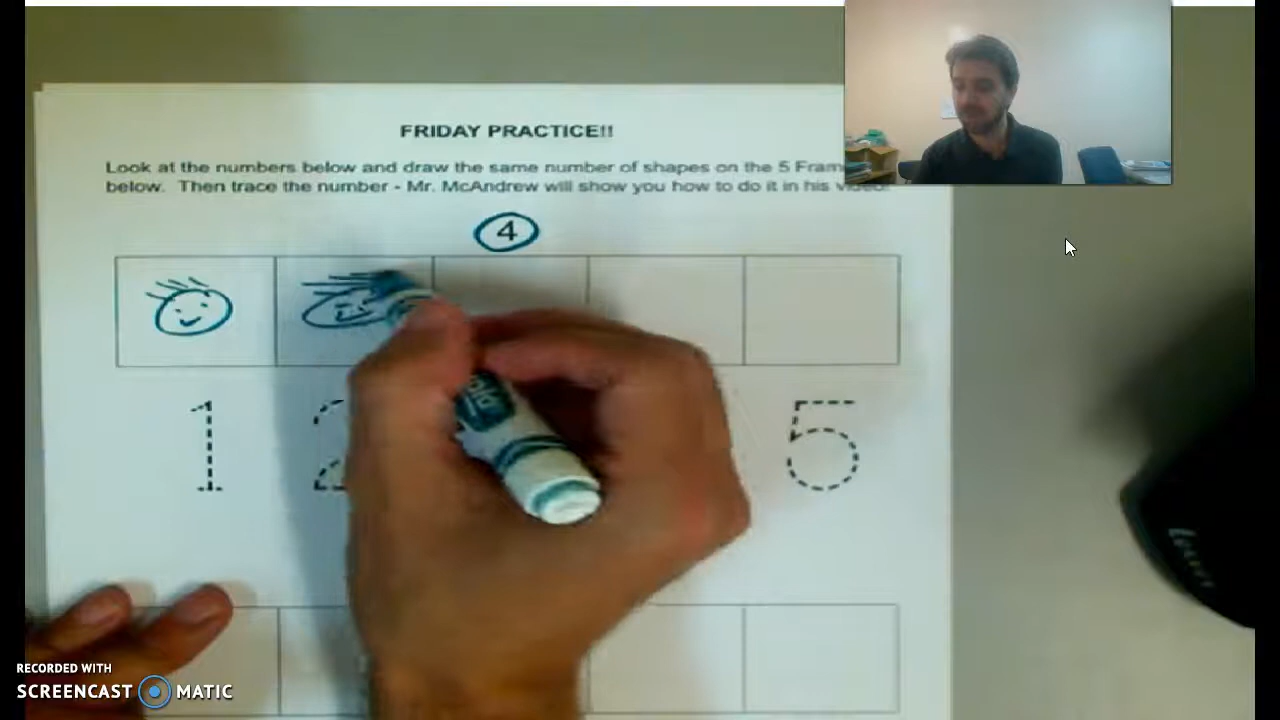 FRIDAY PRACTICE!!
Look at the numbers below and draw the same number of shapes on the 5
below. Then trace the number - Mr. McAndrew will show you how to do it in his
4
1 2 5
RECORDED WITH
SCREENCAST MATIC